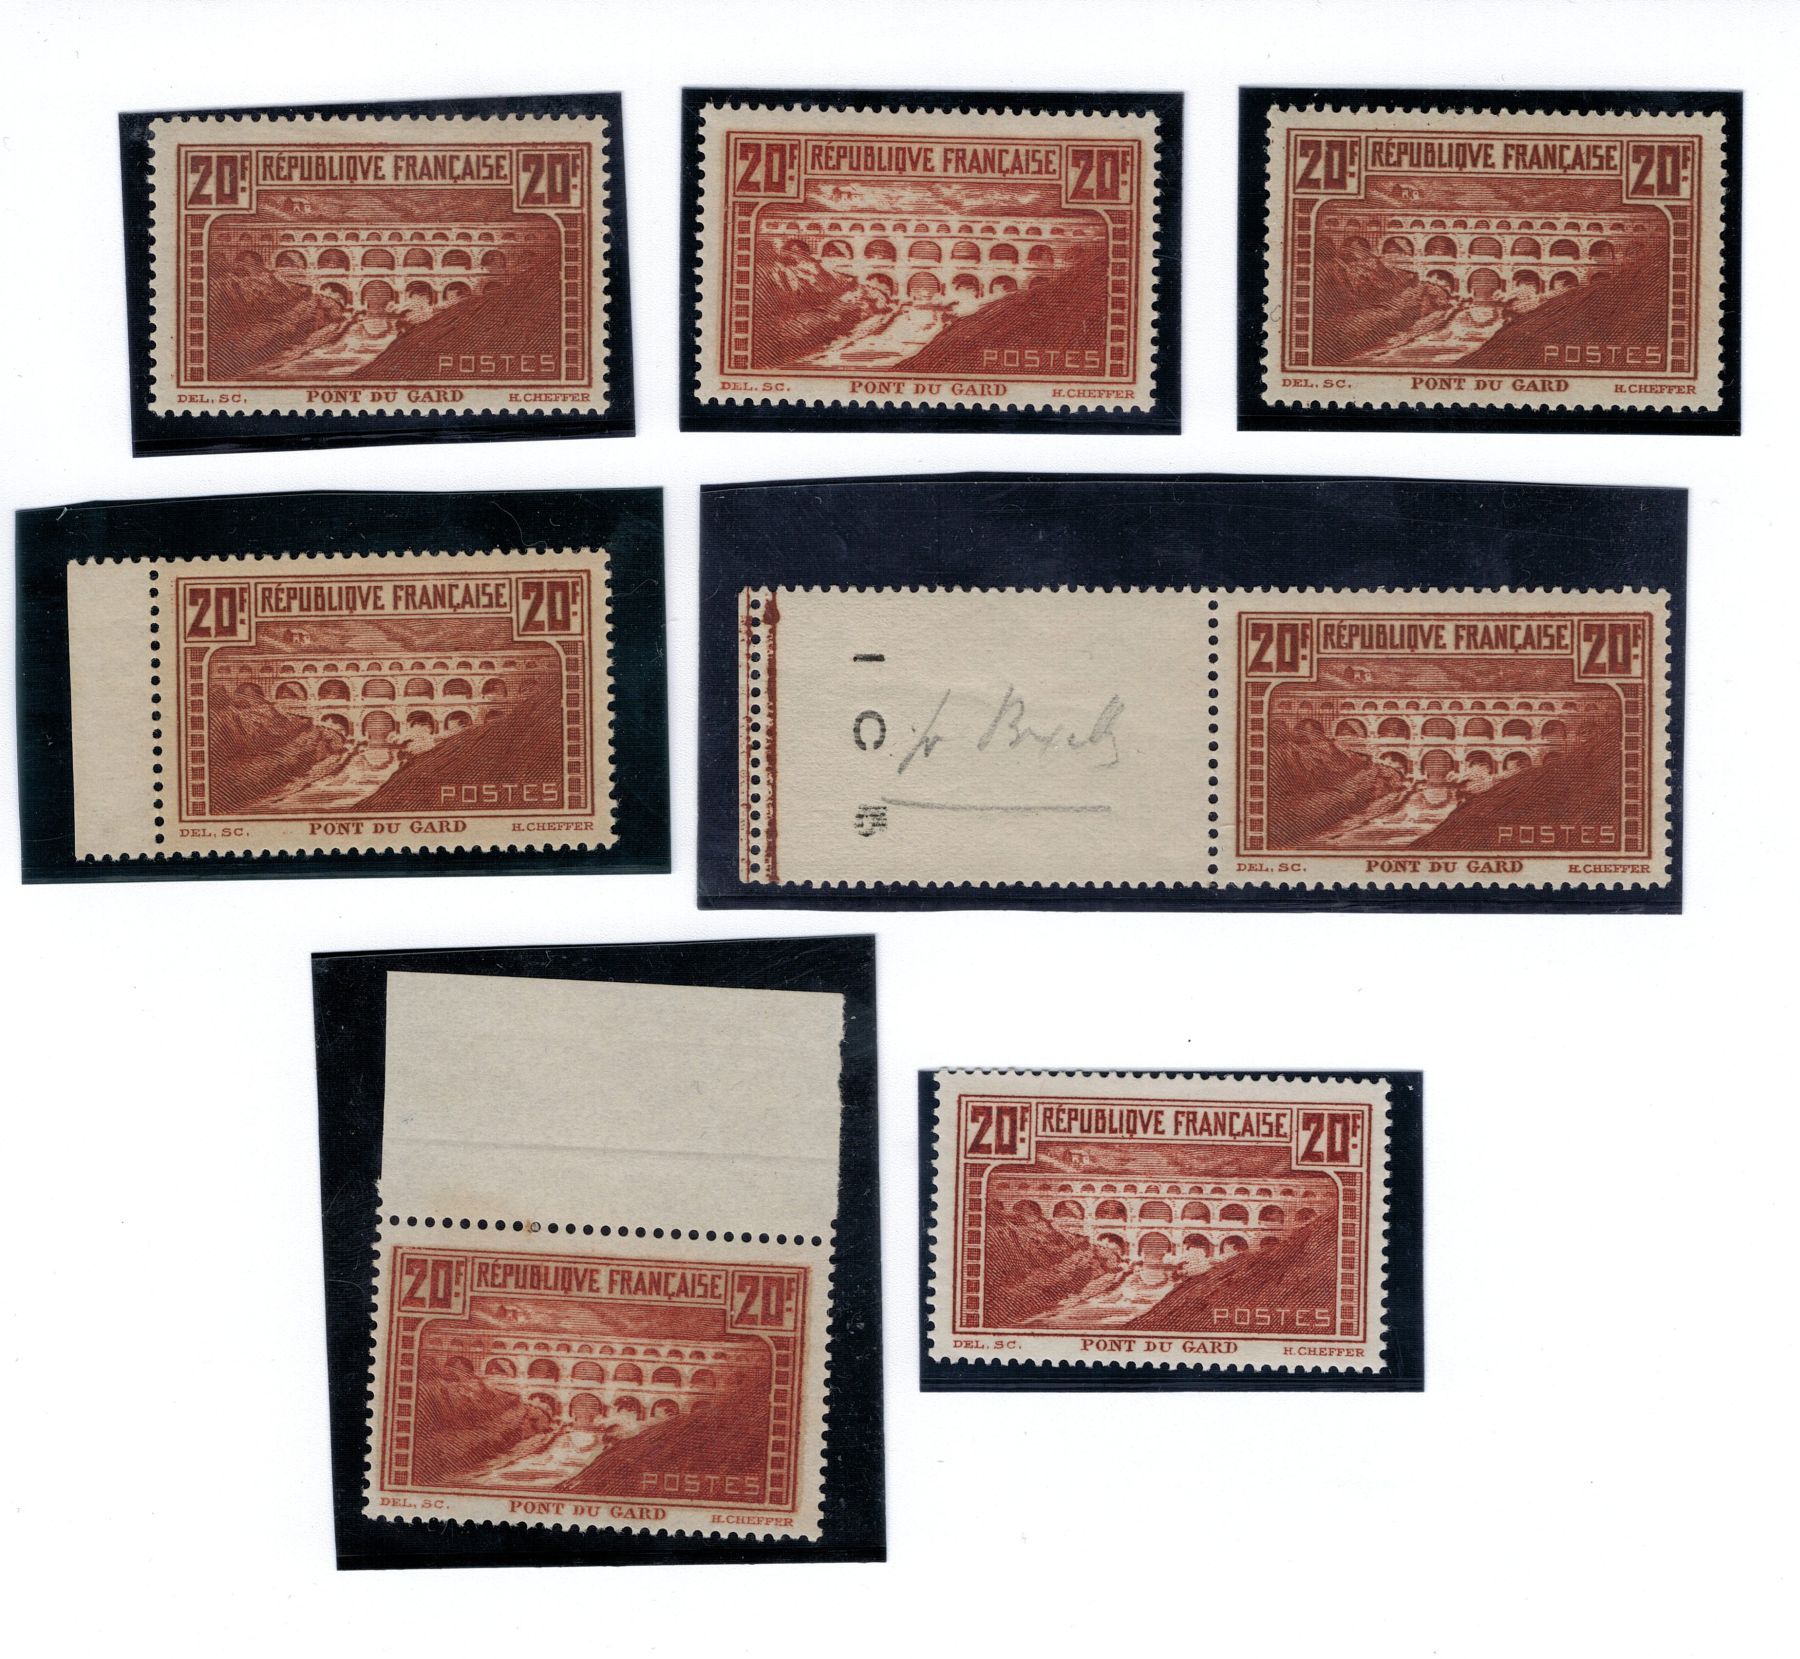 20F RÉPUBLIQVE FRANÇAISE 20F
POSTES
DEL. SC. PONT DU GARD H. CHEFFER
20F RÉPUBLIQVE FRANÇAISE 20F
POSTES
DEL. SC. PONT DU GARD H. CHEFFER
20F RÉPUBLIQVE FRANÇAISE 20F
POSTES
DEL. SC. PONT DU GARD H. CHEFFER
20F RÉPUBLIQVE FRANÇAISE 20F
POSTES
DEL. SC. PONT DU GARD H. CHEFFER
I C
20F RÉPUBLIQVE FRANÇAISE 20F
POSTES
DEL. SC. PONT DU GARD H. CHEFFER
20F RÉPUBLIQVE FRANÇAISE 20F
POSTES
DEL. SC. PONT DU GARD H. CHEFFER
20F RÉPUBLIQVE FRANÇAISE 20F
POSTES
DEL. SC. PONT DU GARD H. CHEFFER